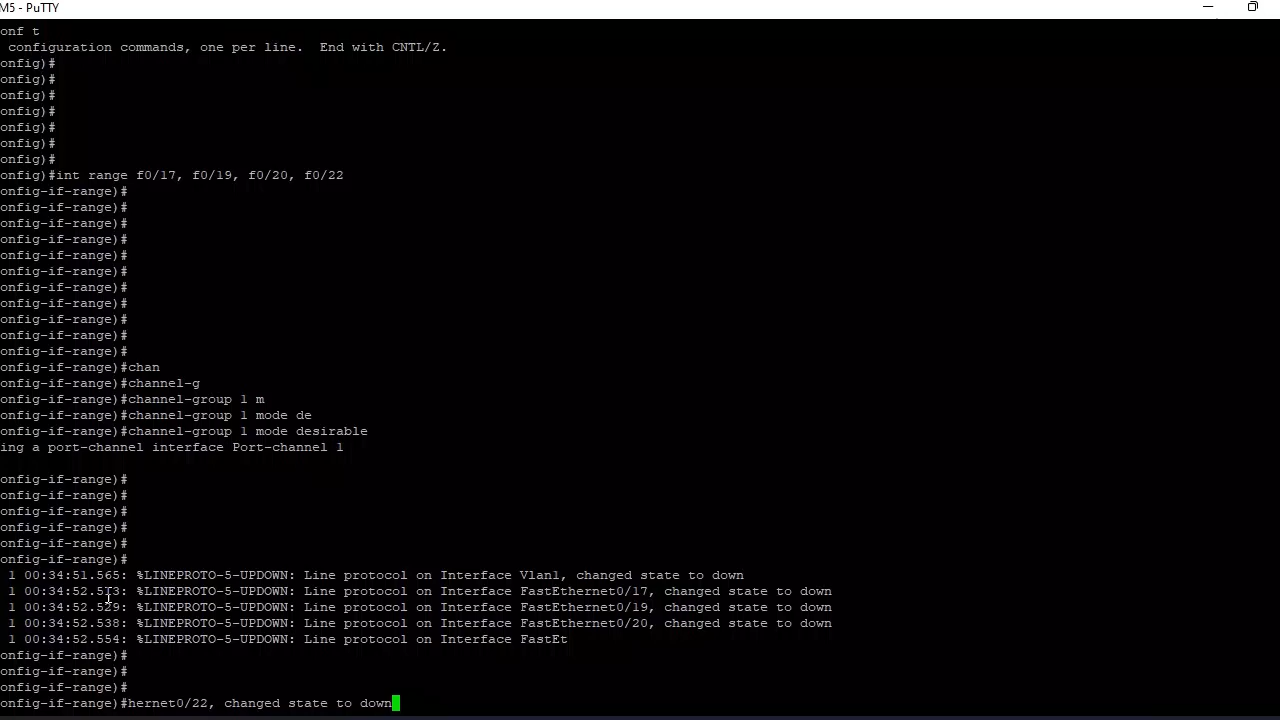 M5 - PuTTY
onf t
configuration commands, one per line.  End with CNTL/Z.
onfig)#
onfig)#
onfig)#
onfig)#
onfig)#
onfig)#
onfig)#
onfig)#int range f0/17, f0/19, f0/20, f0/22
onfig-if-range)#
onfig-if-range)#
onfig-if-range)#
onfig-if-range)#
onfig-if-range)#
onfig-if-range)#
onfig-if-range)#
onfig-if-range)#
onfig-if-range)#
onfig-if-range)#
onfig-if-range)#
onfig-if-range)#chan
onfig-if-range)#channel-g
onfig-if-range)#channel-group 1 m
onfig-if-range)#channel-group 1 mode de
onfig-if-range)#channel-group 1 mode desirable
ing a port-channel interface Port-channel 1
onfig-if-range)#
onfig-if-range)#
onfig-if-range)#
onfig-if-range)#
onfig-if-range)#
onfig-if-range)#
1 00:34:51.565: %LINEPROTO-5-UPDOWN: Line protocol on Interface Vlan1, changed state to down
1 00:34:52.513: %LINEPROTO-5-UPDOWN: Line protocol on Interface FastEthernet0/17, changed state to down
1 00:34:52.529: %LINEPROTO-5-UPDOWN: Line protocol on Interface FastEthernet0/19, changed state to down
1 00:34:52.538: %LINEPROTO-5-UPDOWN: Line protocol on Interface FastEthernet0/20, changed state to down
1 00:34:52.554: %LINEPROTO-5-UPDOWN: Line protocol on Interface FastEt
onfig-if-range)#
onfig-if-range)#
onfig-if-range)#
onfig-if-range)#hernet0/22, changed state to down